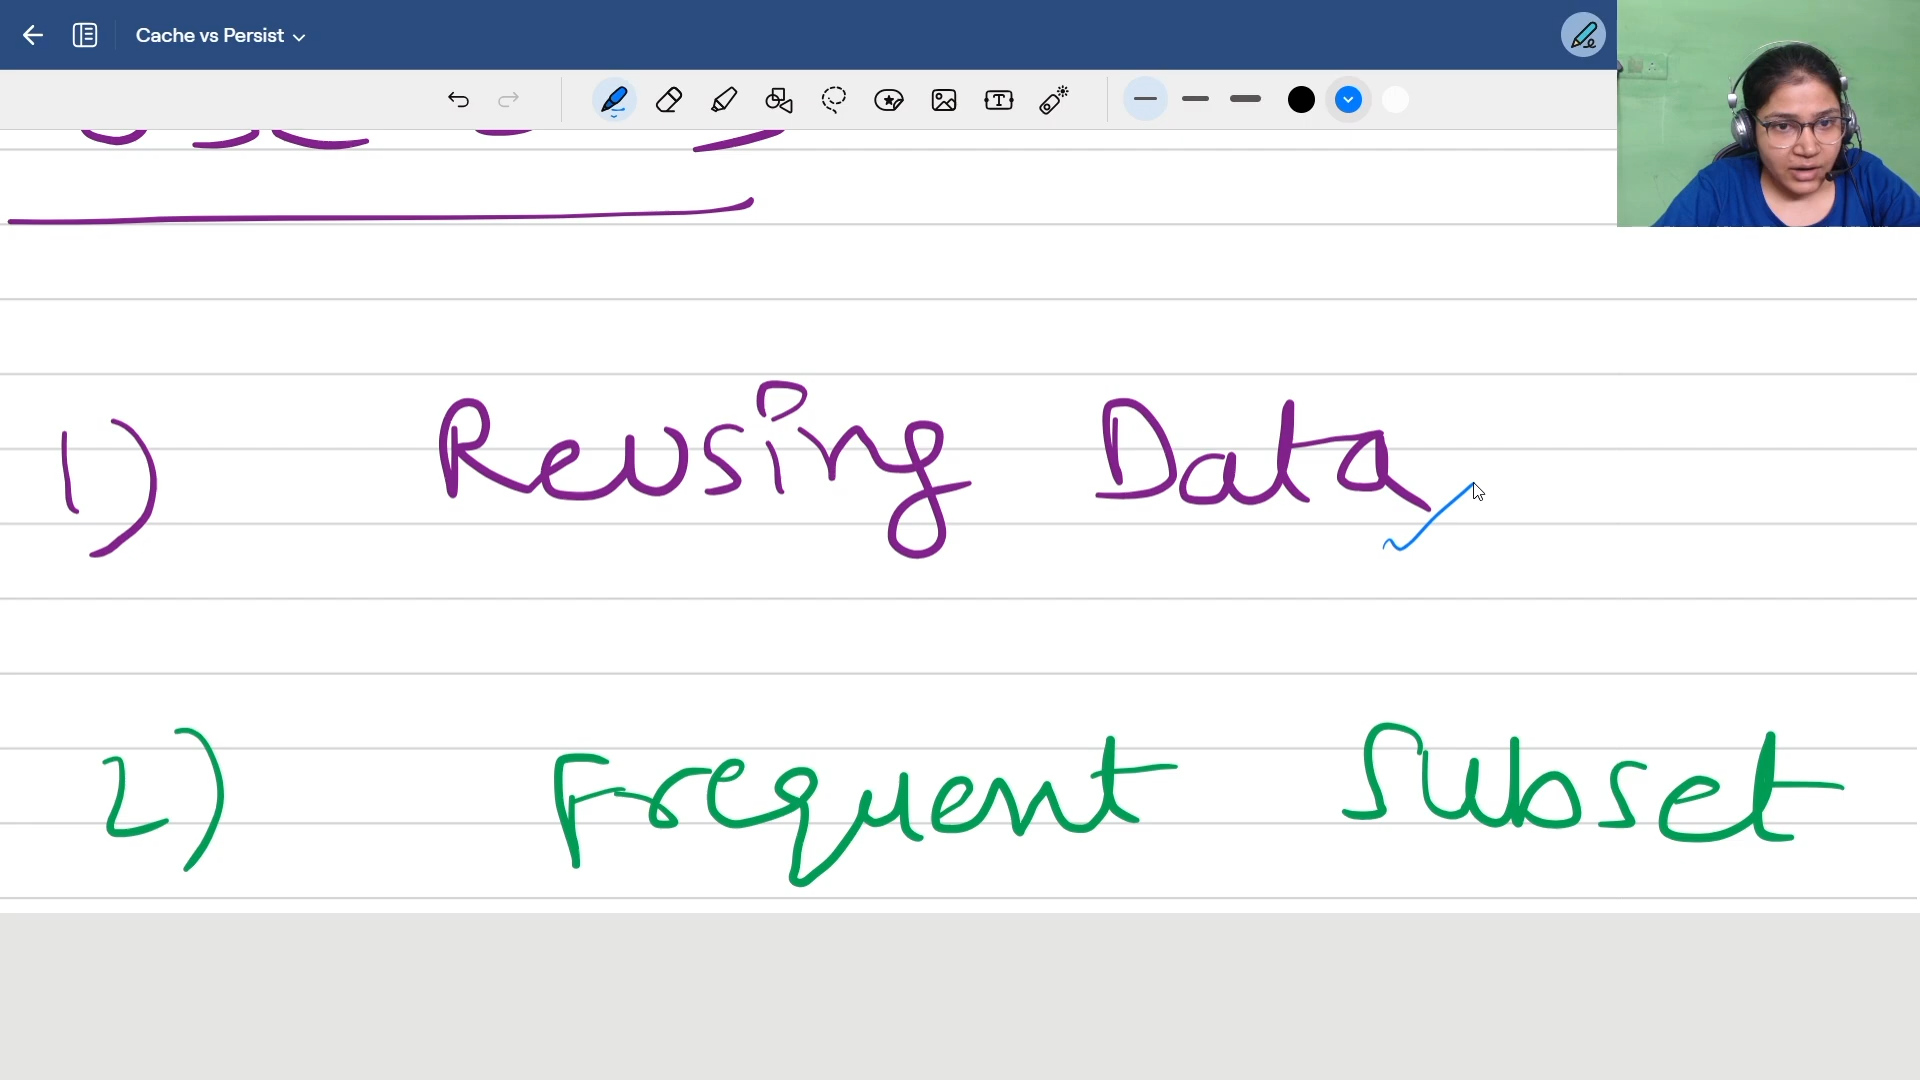 Cache vs Persist
1) Reusing Data
2) Frequent Subset